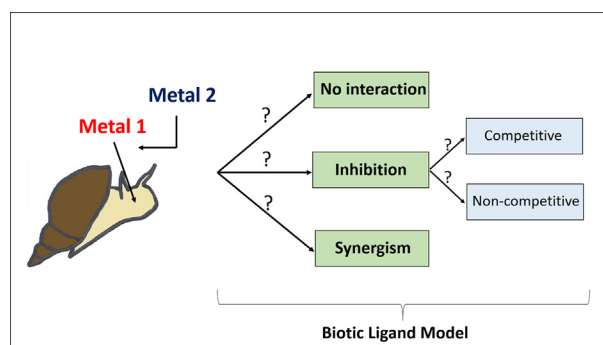 Metal 2
Metal 1
No interaction
?
?
Inhibition
?
Competitive
?
?
Non-competitive
Synergism
Biotic Ligand Model